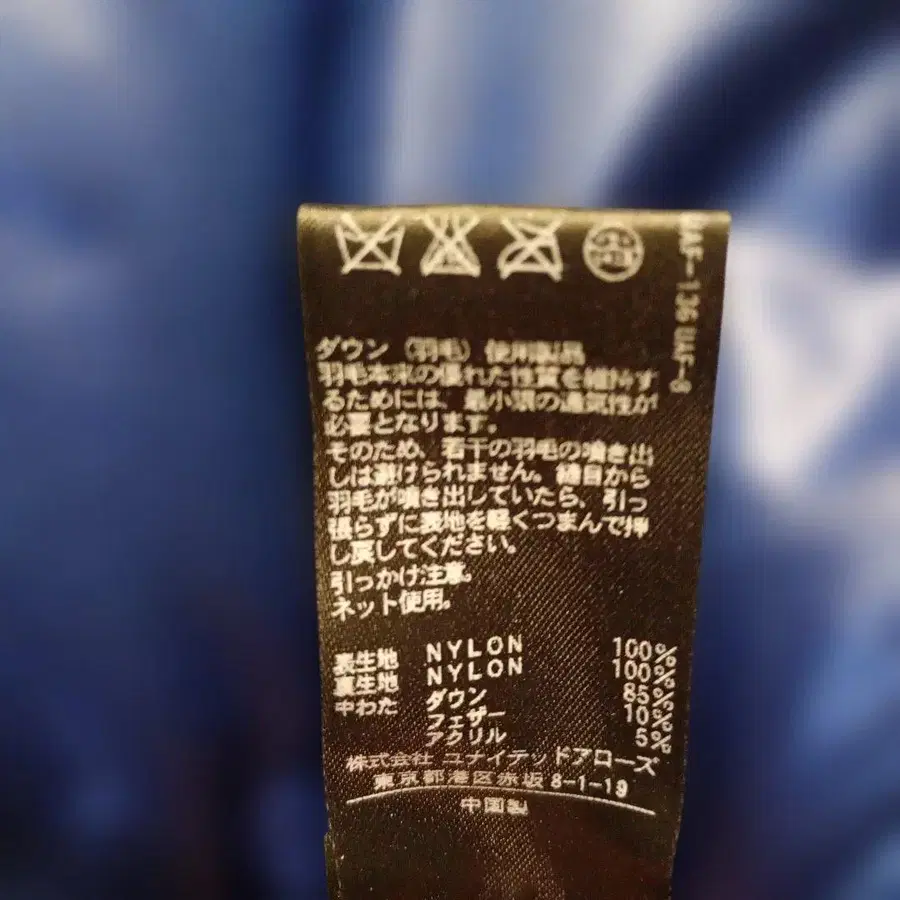 ダウン（羽毛）使用製品
羽毛本来の優れた性質を維持す
るためには、最小限の通気性が
必要となります。
そのため、若干の羽毛の噴き出
しは避けられません。縫目から
羽毛が噴き出していたら、引っ
張らずに表地を軽くつまんで押
し戻してください。
引っかけ注意。
ネット使用。
表生地 NYLON 100%
裏生地 NYLON 100%
中わた ダウン 85%
フェザー 10%
アクリル 5%
株式会社 ユナイテッドアローズ
東京都港区赤坂8-1-19
中国製